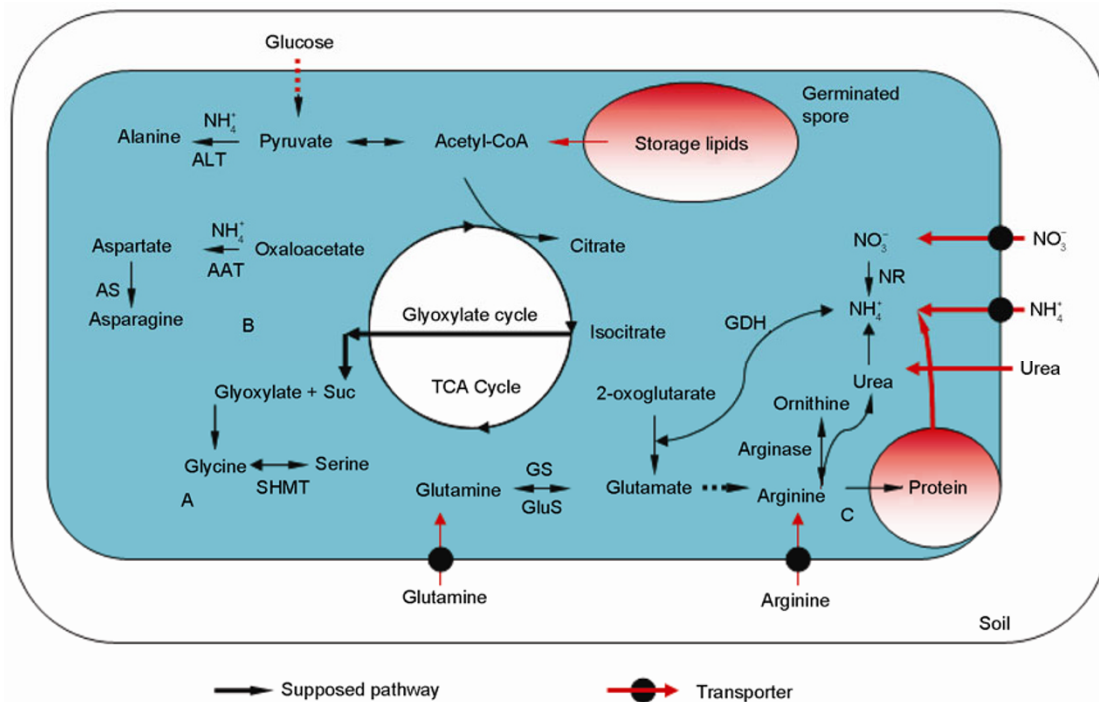 Glucose
Germinated
spore
Alanine
NH₄⁺
ALT
Pyruvate
Acetyl-CoA
Storage lipids
Aspartate
NH₄⁺
AAT
Oxaloacetate
Citrate
NO₃⁻
NO₃⁻
NR
AS
Asparagine
B
Glyoxylate cycle
Isocitrate
GDH
NH₄⁺
NH₄⁺
TCA Cycle
Urea
Urea
Glyoxylate + Suc
2-oxoglutarate
Ornithine
Arginase
Glycine
Serine
SHMT
A
Glutamine
GS
GluS
Glutamate
Arginine
C
Protein
Glutamine
Arginine
Soil
Supposed pathway
Transporter